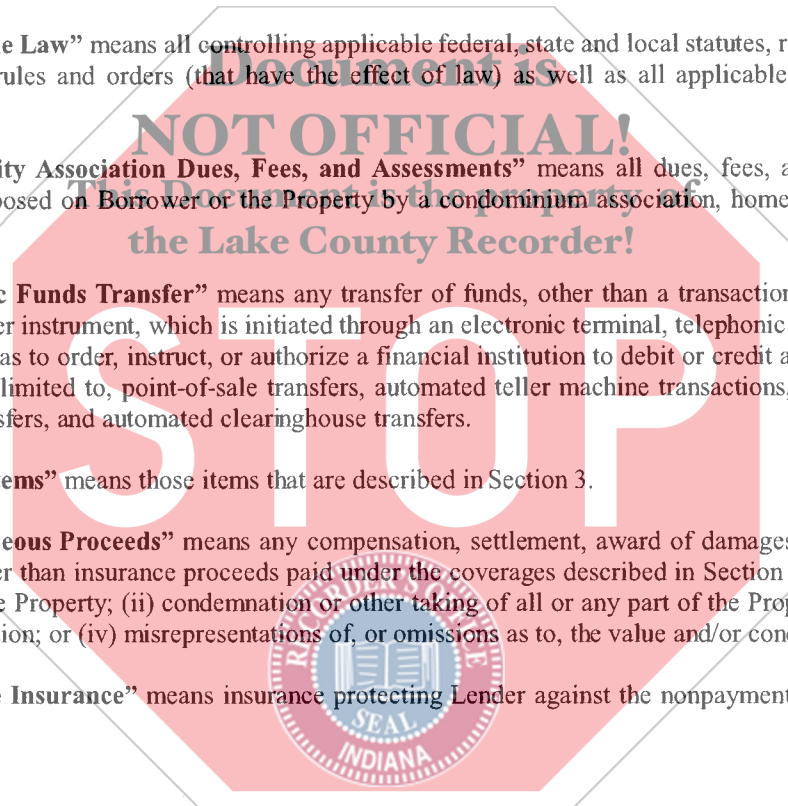 e Law” means all controlling applicable federal, state and local statutes, r
rules and orders (that have the effect of law) as well as all applicable
Document is
NOT OFFICIAL!
ity Association Dues, Fees, and Assessments” means all dues, fees, a
This Document is the property of
posed on Borrower or the Property by a condominium association, home
the Lake County Recorder!
c Funds Transfer” means any transfer of funds, other than a transaction
er instrument, which is initiated through an electronic terminal, telephonic
as to order, instruct, or authorize a financial institution to debit or credit a
limited to, point-of-sale transfers, automated teller machine transactions,
sfers, and automated clearinghouse transfers.
STOP
ems” means those items that are described in Section 3.
eous Proceeds” means any compensation, settlement, award of damages
er than insurance proceeds paid under the coverages described in Section
e Property; (ii) condemnation or other taking of all or any part of the Prop
tion; or (iv) misrepresentations of, or omissions as to, the value and/or cond
e Insurance” means insurance protecting Lender against the nonpayment
RECORDER'S OFFICE
SEAL
INDIANA